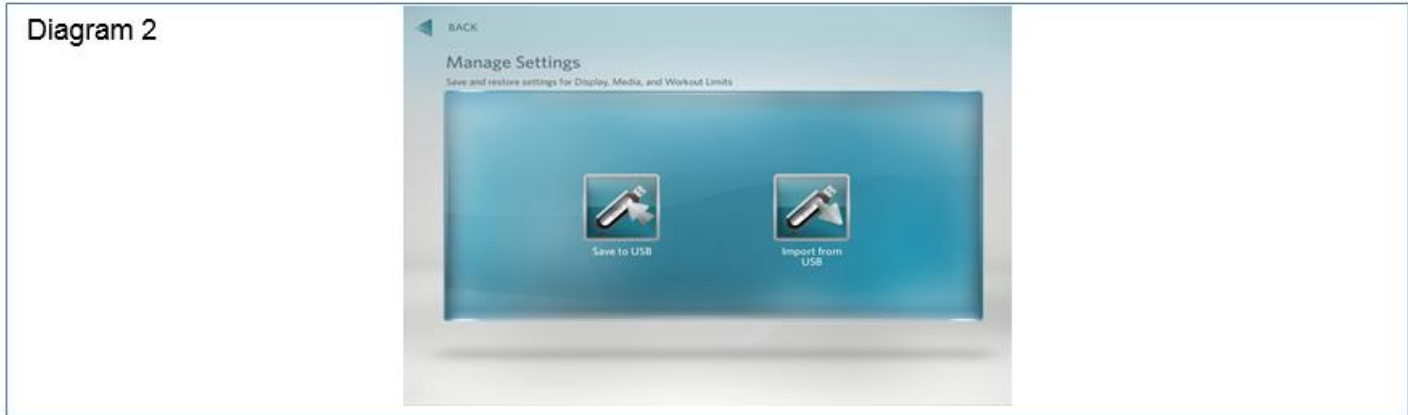 Diagram 2
BACK
Manage Settings
Save and restore settings for Display, Media, and Workout Limits
Save to USB
Import from
USB